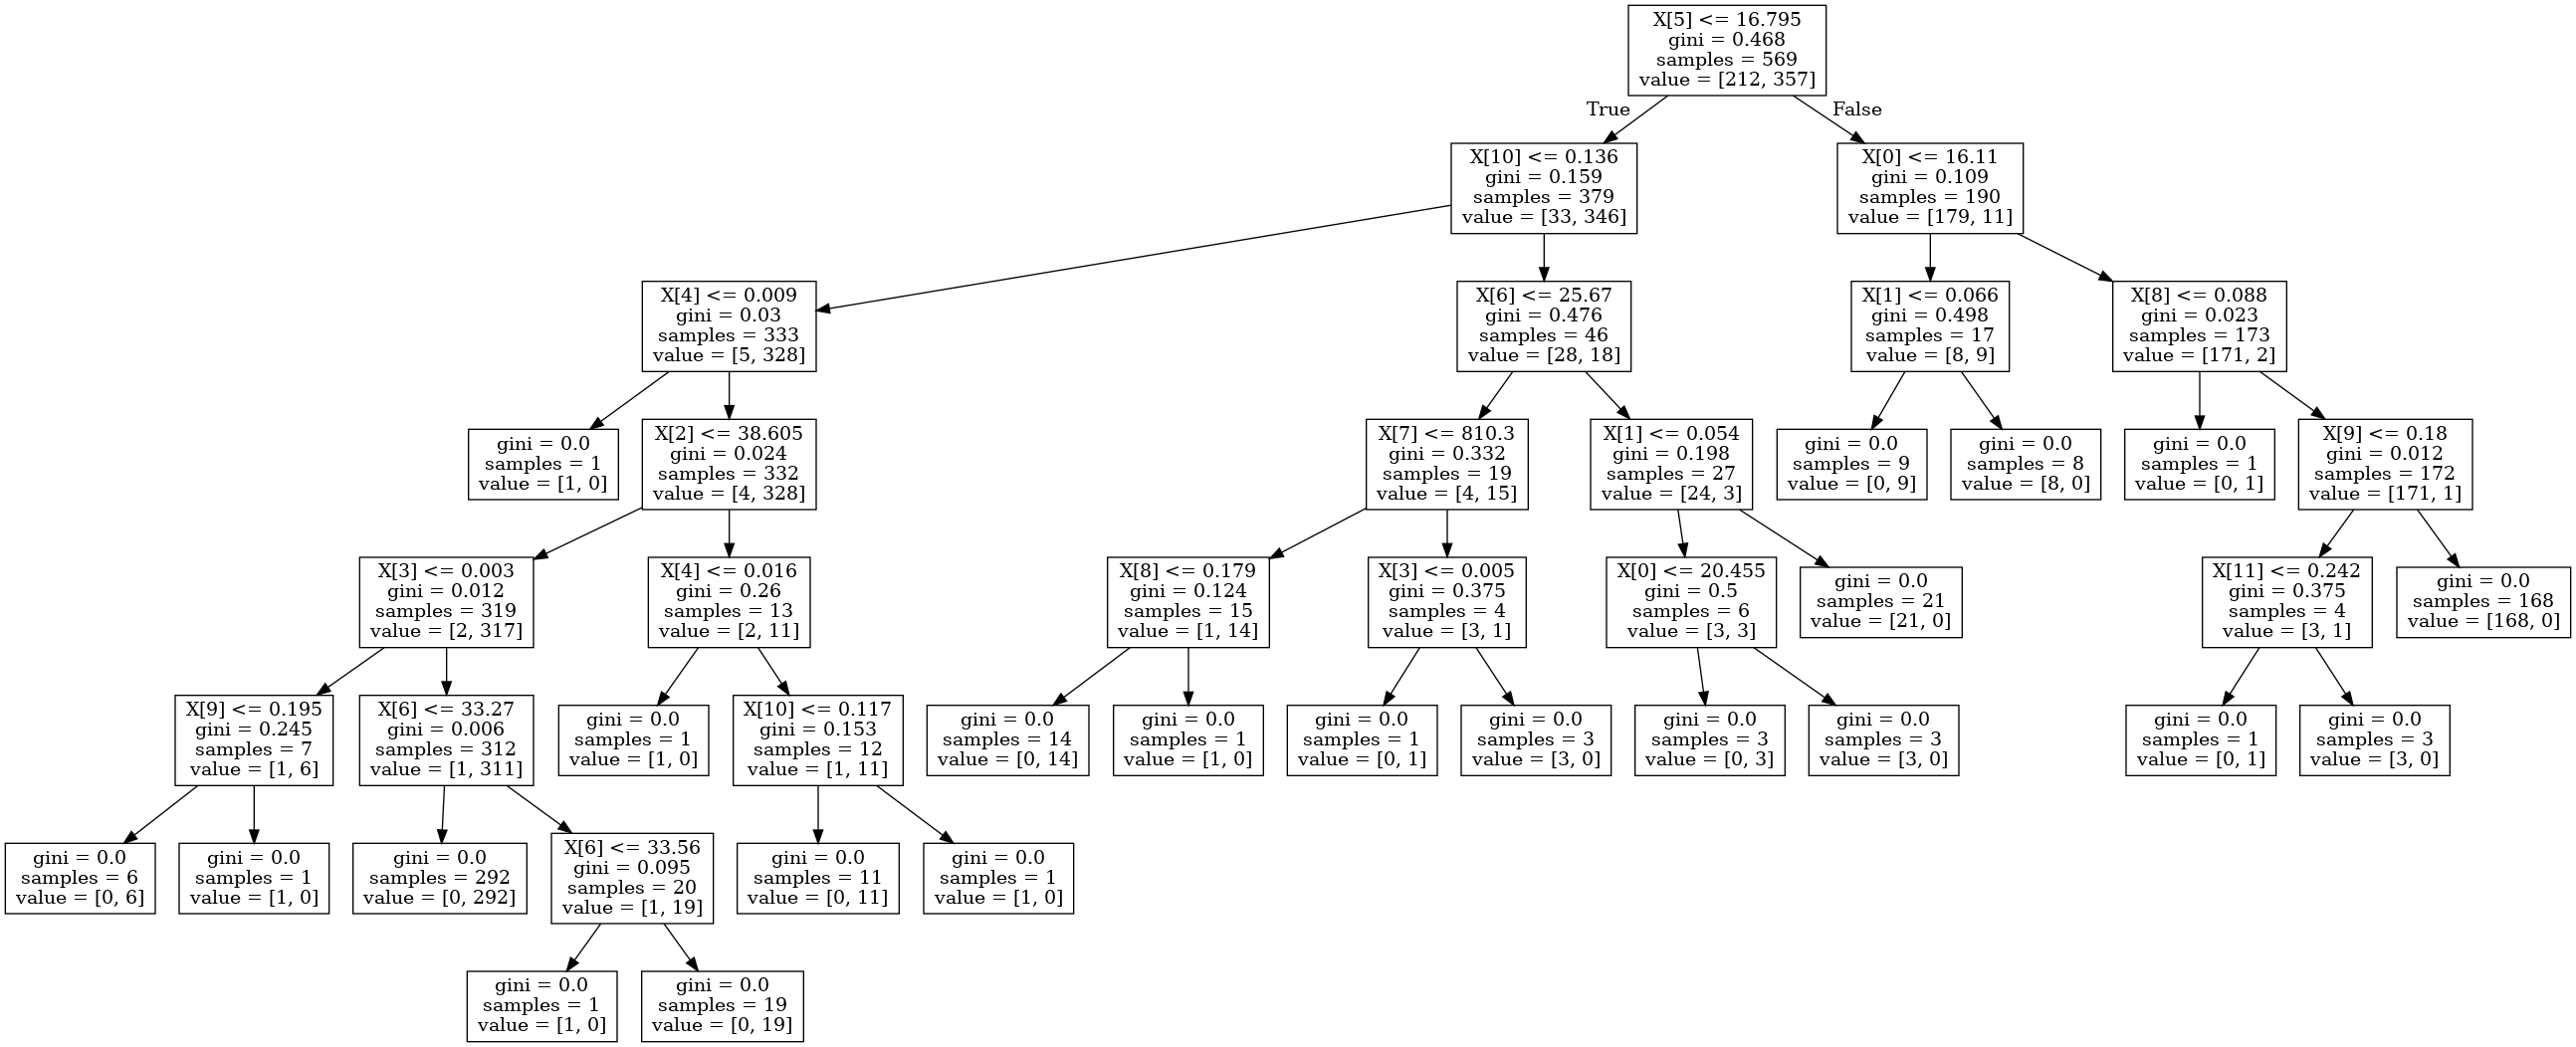 X[5] <= 16.795
gini = 0.468
samples = 569
value = [212, 357]
True
False
X[10] <= 0.136
gini = 0.159
samples = 379
value = [33, 346]
X[0] <= 16.11
gini = 0.109
samples = 190
value = [179, 11]
X[4] <= 0.009
gini = 0.03
samples = 333
value = [5, 328]
X[6] <= 25.67
gini = 0.476
samples = 46
value = [28, 18]
X[1] <= 0.066
gini = 0.498
samples = 17
value = [8, 9]
X[8] <= 0.088
gini = 0.023
samples = 173
value = [171, 2]
gini = 0.0
samples = 1
value = [1, 0]
X[2] <= 38.605
gini = 0.024
samples = 332
value = [4, 328]
X[7] <= 810.3
gini = 0.332
samples = 19
value = [4, 15]
X[1] <= 0.054
gini = 0.198
samples = 27
value = [24, 3]
gini = 0.0
samples = 9
value = [0, 9]
gini = 0.0
samples = 8
value = [8, 0]
gini = 0.0
samples = 1
value = [0, 1]
X[9] <= 0.18
gini = 0.012
samples = 172
value = [171, 1]
X[3] <= 0.003
gini = 0.012
samples = 319
value = [2, 317]
X[4] <= 0.016
gini = 0.26
samples = 13
value = [2, 11]
X[8] <= 0.179
gini = 0.124
samples = 15
value = [1, 14]
X[3] <= 0.005
gini = 0.375
samples = 4
value = [3, 1]
X[0] <= 20.455
gini = 0.5
samples = 6
value = [3, 3]
gini = 0.0
samples = 21
value = [21, 0]
X[11] <= 0.242
gini = 0.375
samples = 4
value = [3, 1]
gini = 0.0
samples = 168
value = [168, 0]
X[9] <= 0.195
gini = 0.245
samples = 7
value = [1, 6]
X[6] <= 33.27
gini = 0.006
samples = 312
value = [1, 311]
gini = 0.0
samples = 1
value = [1, 0]
X[10] <= 0.117
gini = 0.153
samples = 12
value = [1, 11]
gini = 0.0
samples = 14
value = [0, 14]
gini = 0.0
samples = 1
value = [1, 0]
gini = 0.0
samples = 1
value = [0, 1]
gini = 0.0
samples = 3
value = [3, 0]
gini = 0.0
samples = 3
value = [0, 3]
gini = 0.0
samples = 3
value = [3, 0]
gini = 0.0
samples = 1
value = [0, 1]
gini = 0.0
samples = 3
value = [3, 0]
gini = 0.0
samples = 6
value = [0, 6]
gini = 0.0
samples = 1
value = [1, 0]
gini = 0.0
samples = 292
value = [0, 292]
X[6] <= 33.56
gini = 0.095
samples = 20
value = [1, 19]
gini = 0.0
samples = 11
value = [0, 11]
gini = 0.0
samples = 1
value = [1, 0]
gini = 0.0
samples = 1
value = [1, 0]
gini = 0.0
samples = 19
value = [0, 19]